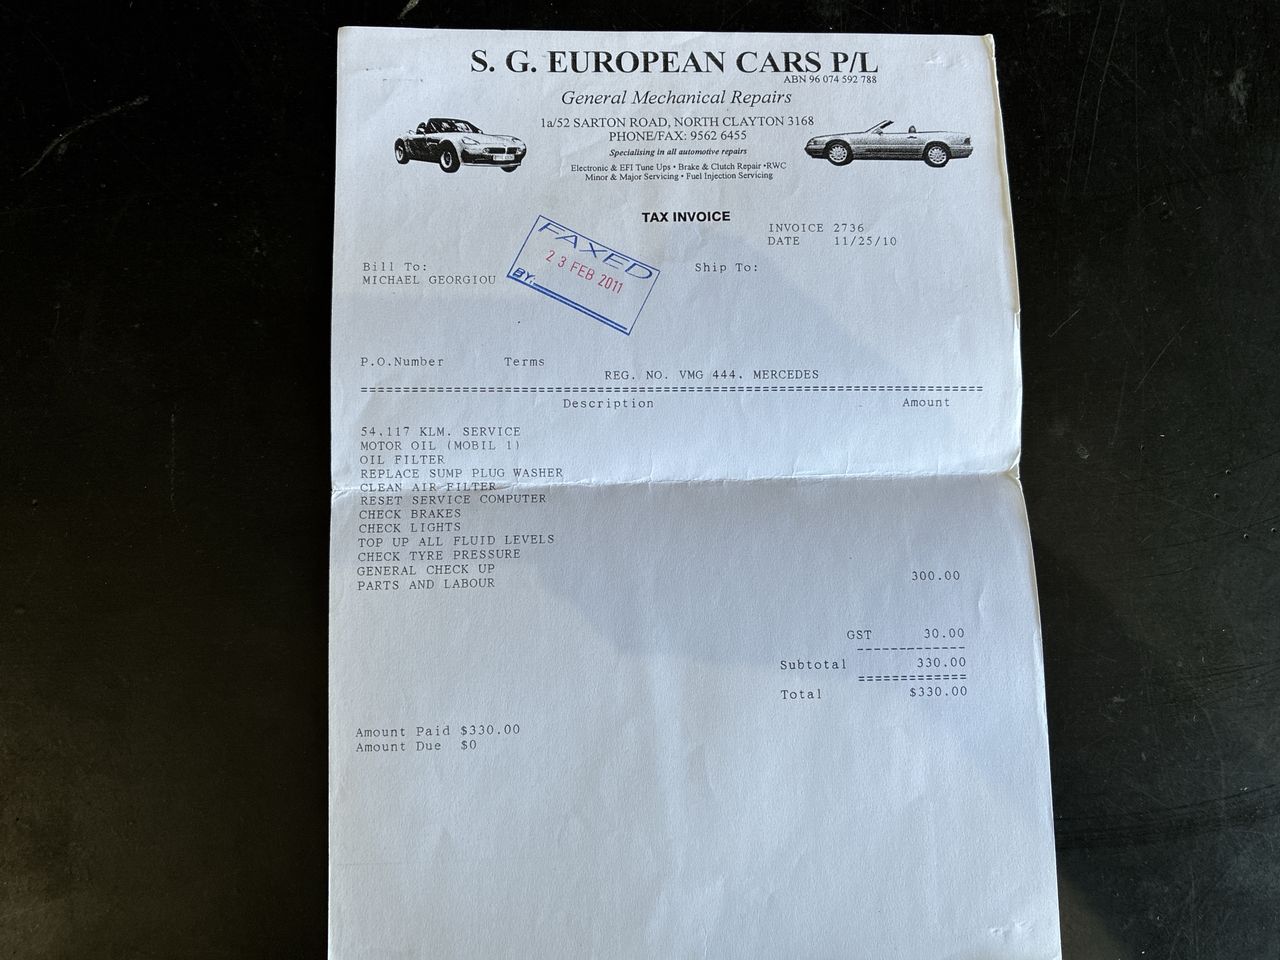 S. G. EUROPEAN CARS P/L
ABN 96 074 592 788
General Mechanical Repairs
1a/52 SARTON ROAD, NORTH CLAYTON 3168
PHONE/FAX: 9562 6455
Specialising in all automotive repairs
Electronic & EFI Tune Ups • Brake & Clutch Repair •RWC
Minor & Major Servicing • Fuel Injection Servicing
TAX INVOICE
INVOICE 2736
DATE 11/25/10
FAXED
23 FEB 2011
BY:
Bill To:
MICHAEL GEORGIOU
Ship To:
P.O.Number Terms
REG. NO. VMG 444. MERCEDES
Description Amount
54,117 KLM. SERVICE
MOTOR OIL (MOBIL 1)
OIL FILTER
REPLACE SUMP PLUG WASHER
CLEAN AIR FILTER
RESET SERVICE COMPUTER
CHECK BRAKES
CHECK LIGHTS
TOP UP ALL FLUID LEVELS
CHECK TYRE PRESSURE
GENERAL CHECK UP
PARTS AND LABOUR 300.00
GST 30.00
Subtotal 330.00
Total $330.00
Amount Paid $330.00
Amount Due $0